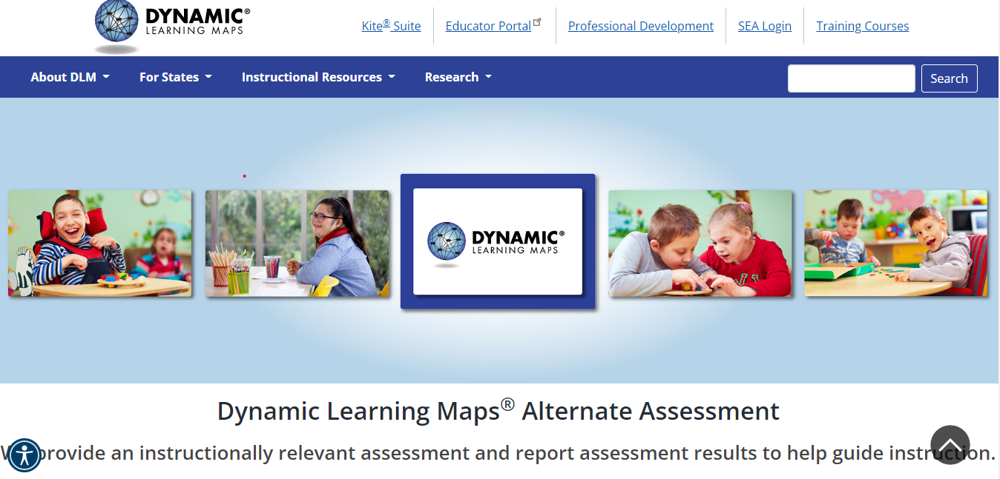 DYNAMIC®
LEARNING MAPS
Kite® Suite
Educator Portal
Professional Development
SEA Login
Training Courses
About DLM
For States
Instructional Resources
Research
Search
DYNAMIC®
LEARNING MAPS
Dynamic Learning Maps® Alternate Assessment
provide an instructionally relevant assessment and report assessment results to help guide instruction.